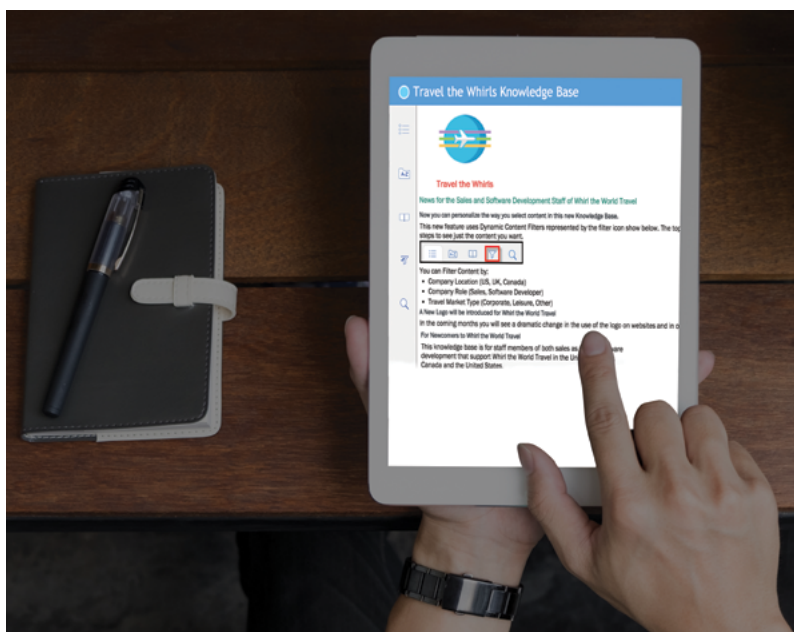 Travel the Whirls Knowledge Base
Travel the Whirls
News for the Sales and Software Development Staff of Whirl the World Travel
Now you can personalize the way you select content in this new Knowledge Base.
This new feature uses Dynamic Content Filters represented by the filter icon show below. The top
steps to see just the content you want.
You can Filter Content by:
• Company Location (US, UK, Canada)
• Company Role (Sales, Software Developer)
• Travel Market Type (Corporate, Leisure, Other)
A New Logo will be introduced for Whirl the World Travel
In the coming months you will see a dramatic change in the use of the logo on websites and in
For Newcomers to Whirl the World Travel
This knowledge base is for staff members of both sales
development that support Whirl the World Travel in the
Canada and the United States